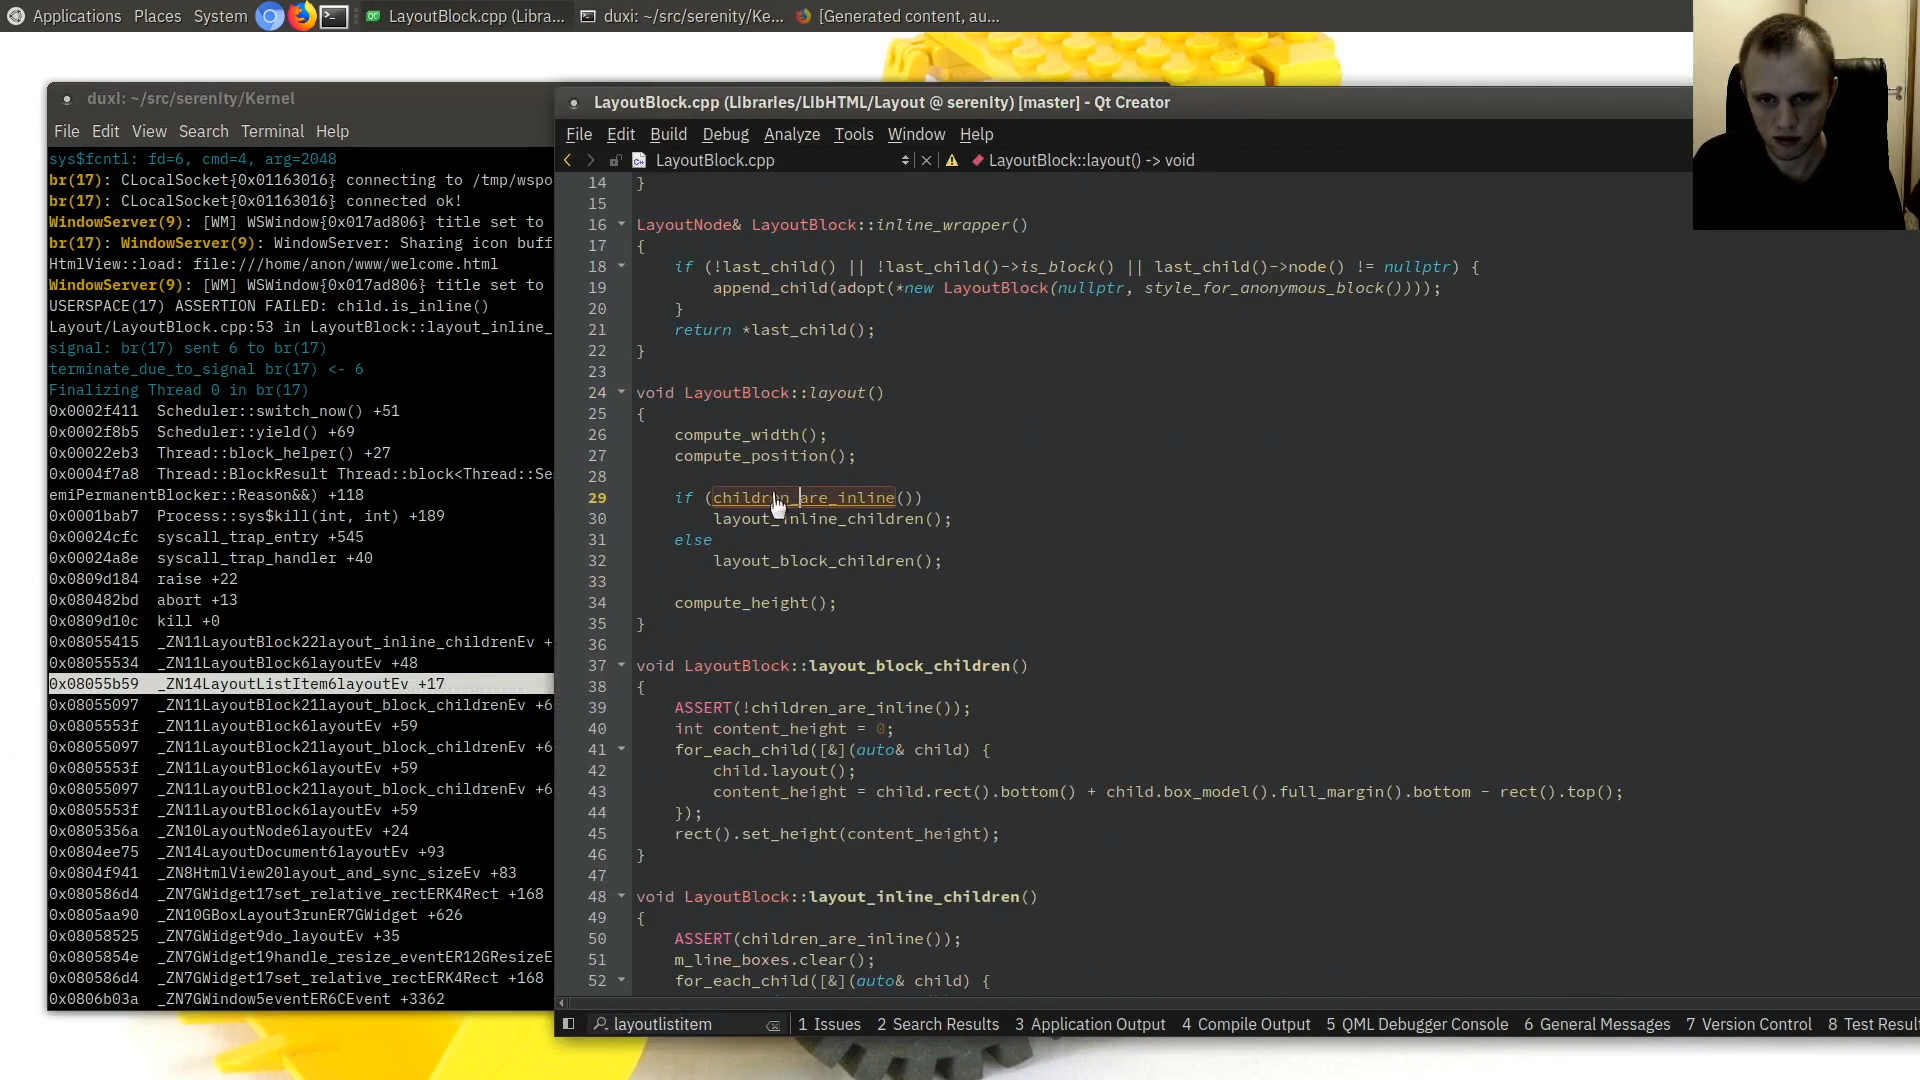 Applications Places System LayoutBlock.cpp (Libra... duxi: ~/src/serenity/Ke... [Generated content, au...
duxi: ~/src/serenity/Kernel
File Edit View Search Terminal Help
sys$fcntl: fd=6, cmd=4, arg=2048
br(17): CLocalSocket{0x01163016} connecting to /tmp/wspo
br(17): CLocalSocket{0x01163016} connected ok!
WindowServer(9): [WM] WSWindow{0x017ad806} title set to
br(17): WindowServer(9): WindowServer: Sharing icon buff
HtmlView::load: file:///home/anon/www/welcome.html
WindowServer(9): [WM] WSWindow{0x017ad806} title set to
USERSPACE(17) ASSERTION FAILED: child.is_inline()
Layout/LayoutBlock.cpp:53 in LayoutBlock::layout_inline_
signal: br(17) sent 6 to br(17)
terminate_due_to_signal br(17) <- 6
Finalizing Thread 0 in br(17)
0x0002f411 Scheduler::switch_now() +51
0x0002f8b5 Scheduler::yield() +69
0x00022eb3 Thread::block_helper() +27
0x0004f7a8 Thread::BlockResult Thread::block<Thread::Se
emiPermanentBlocker::Reason&&) +118
0x0001bab7 Process::sys$kill(int, int) +189
0x00024cfc syscall_trap_entry +545
0x00024a8e syscall_trap_handler +40
0x0809d184 raise +22
0x080482bd abort +13
0x0809d10c kill +0
0x08055415 _ZN11LayoutBlock22layout_inline_childrenEv +
0x08055534 _ZN11LayoutBlock6layoutEv +48
0x08055b59 _ZN14LayoutListItem6layoutEv +17
0x08055097 _ZN11LayoutBlock21layout_block_childrenEv +6
0x0805553f _ZN11LayoutBlock6layoutEv +59
0x08055097 _ZN11LayoutBlock21layout_block_childrenEv +6
0x0805553f _ZN11LayoutBlock6layoutEv +59
0x08055097 _ZN11LayoutBlock21layout_block_childrenEv +6
0x0805553f _ZN11LayoutBlock6layoutEv +59
0x0805356a _ZN10LayoutNode6layoutEv +24
0x0804ee75 _ZN14LayoutDocument6layoutEv +93
0x0804f941 _ZN8HtmlView20layout_and_sync_sizeEv +83
0x080586d4 _ZN7GWidget17set_relative_rectERK4Rect +168
0x0805aa90 _ZN10GBoxLayout3runER7GWidget +626
0x08058525 _ZN7GWidget9do_layoutEv +35
0x0805854e _ZN7GWidget19handle_resize_eventER12GResizeE
0x080586d4 _ZN7GWidget17set_relative_rectERK4Rect +168
0x0806b03a _ZN7GWindow5eventER6CEvent +3362
LayoutBlock.cpp (Libraries/LibHTML/Layout @ serenity) [master] - Qt Creator
File Edit Build Debug Analyze Tools Window Help
LayoutBlock.cpp LayoutBlock::layout() -> void
14 }
15
16 LayoutNode& LayoutBlock::inline_wrapper()
17 {
18 if (!last_child() || !last_child()->is_block() || last_child()->node() != nullptr) {
19 append_child(adopt(*new LayoutBlock(nullptr, style_for_anonymous_block())));
20 }
21 return *last_child();
22 }
23
24 void LayoutBlock::layout()
25 {
26 compute_width();
27 compute_position();
28
29 if (children_are_inline())
30 layout_inline_children();
31 else
32 layout_block_children();
33
34 compute_height();
35 }
36
37 void LayoutBlock::layout_block_children()
38 {
39 ASSERT(!children_are_inline());
40 int content_height = 0;
41 for_each_child([&](auto& child) {
42 child.layout();
43 content_height = child.rect().bottom() + child.box_model().full_margin().bottom - rect().top();
44 });
45 rect().set_height(content_height);
46 }
47
48 void LayoutBlock::layout_inline_children()
49 {
50 ASSERT(children_are_inline());
51 m_line_boxes.clear();
52 for_each_child([&](auto& child) {
layoutlistitem 1 Issues 2 Search Results 3 Application Output 4 Compile Output 5 QML Debugger Console 6 General Messages 7 Version Control 8 Test Resul